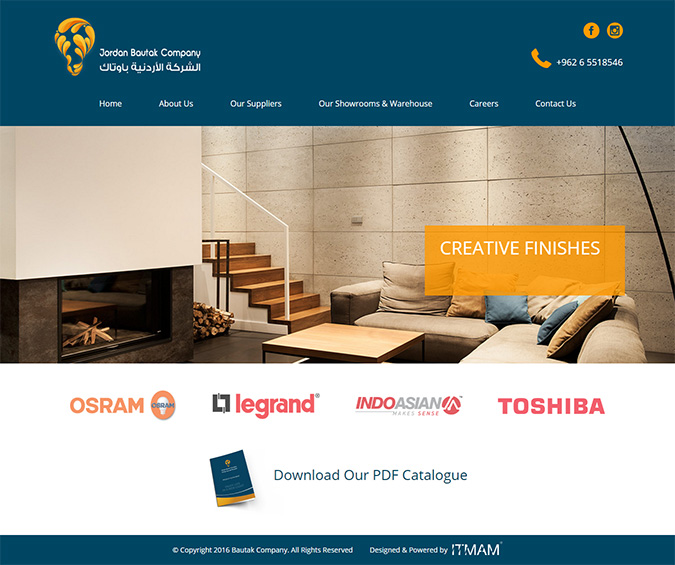 Jordan Bautak Company
الشركة الأردنية باوتاك
+962 6 5518546
Home About Us Our Suppliers Our Showrooms & Warehouse Careers Contact Us
CREATIVE FINISHES
OSRAM OSRAM legrand® INDOASIAN™ TOSHIBA
MAKES SENSE
Download Our PDF Catalogue
© Copyright 2016 Bautak Company. All Rights Reserved Designed & Powered by ITMAM